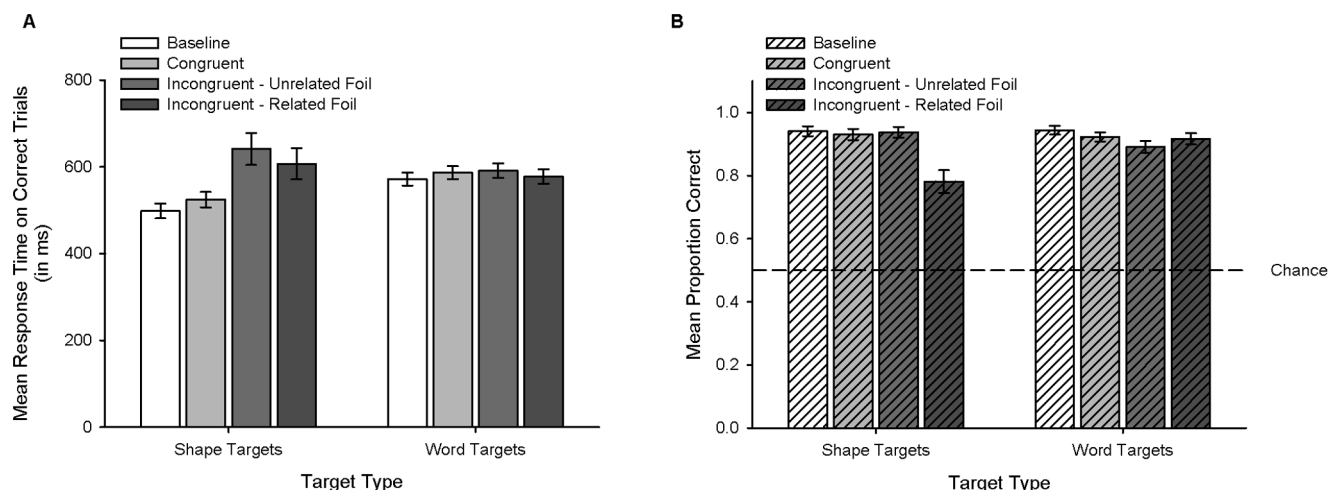 A
Baseline
Congruent
Incongruent - Unrelated Foil
Incongruent - Related Foil
Mean Response Time on Correct Trials
(in ms)
800
600
400
200
0
Shape Targets
Word Targets
Target Type
B
Baseline
Congruent
Incongruent - Unrelated Foil
Incongruent - Related Foil
Mean Proportion Correct
1.0
0.8
0.6
0.4
0.2
0.0
Chance
Shape Targets
Word Targets
Target Type